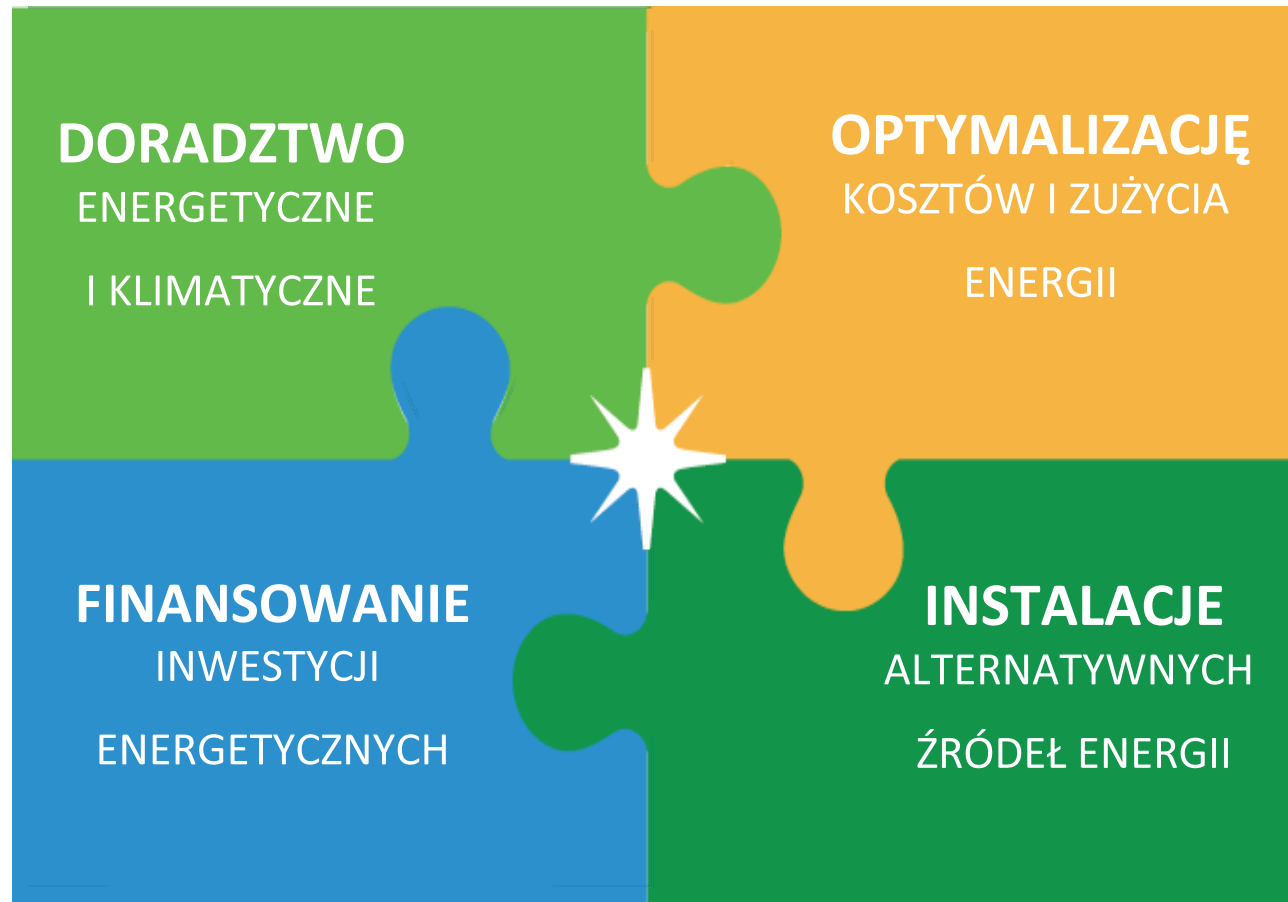 DORADZTWO
ENERGETYCZNE
I KLIMATYCZNE
OPTYMALIZACJĘ
KOSZTÓW I ZUŻYCIA
ENERGII
FINANSOWANIE
INWESTYCJI
ENERGETYCZNYCH
INSTALACJE
ALTERNATYWNYCH
ŹRÓDEŁ ENERGII